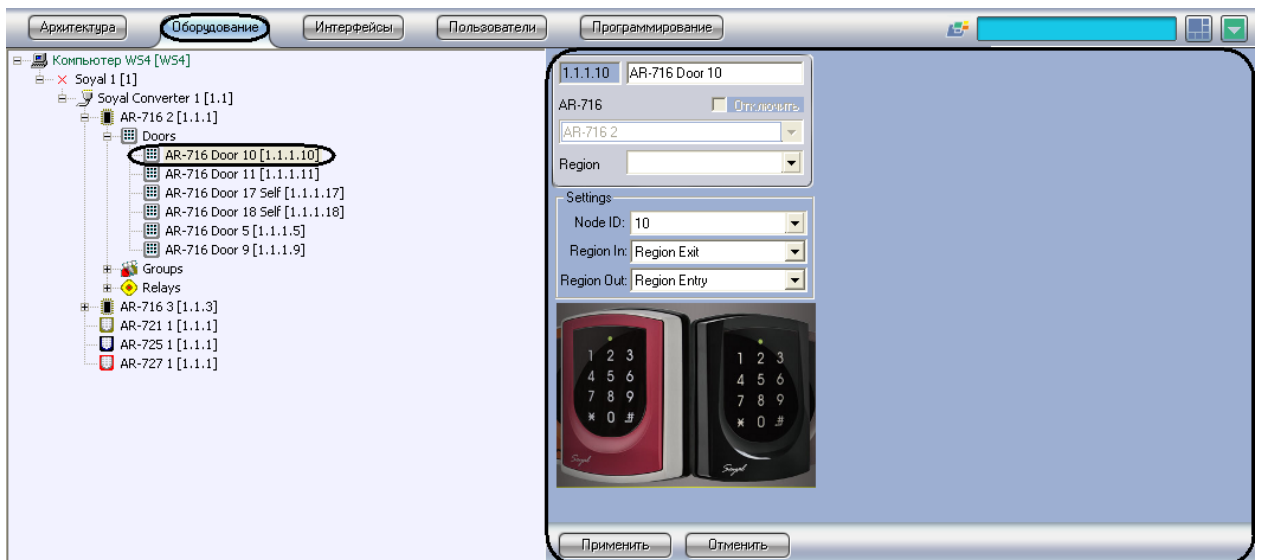 Архитектура Оборудование Интерфейсы Пользователи Программирование
Компьютер WS4 [WS4]
Soyal 1 [1]
Soyal Converter 1 [1.1]
AR-716 2 [1.1.1]
Doors
AR-716 Door 10 [1.1.1.10]
AR-716 Door 11 [1.1.1.11]
AR-716 Door 17 Self [1.1.1.17]
AR-716 Door 18 Self [1.1.1.18]
AR-716 Door 5 [1.1.1.5]
AR-716 Door 9 [1.1.1.9]
Groups
Relays
AR-716 3 [1.1.3]
AR-721 1 [1.1.1]
AR-725 1 [1.1.1]
AR-727 1 [1.1.1]
1.1.1.10 AR-716 Door 10
AR-716 Отключить
AR-716 2
Region
Settings
Node ID: 10
Region In: Region Exit
Region Out: Region Entry
1 2 3
4 5 6
7 8 9
* 0 #
Soyal
1 2 3
4 5 6
7 8 9
* 0 #
Soyal
Применить Отменить